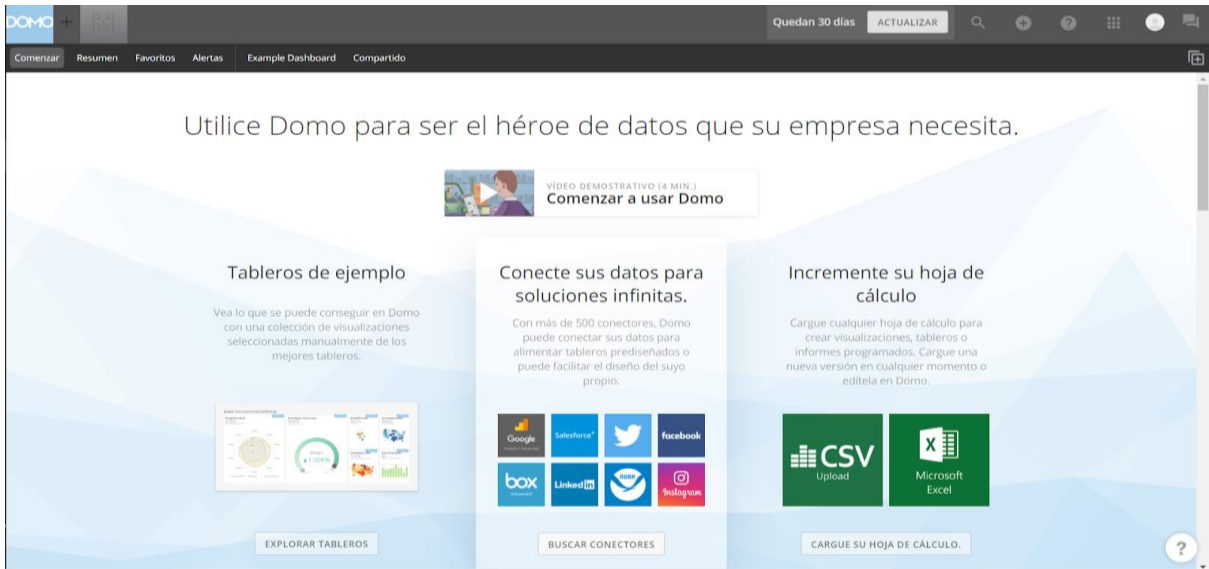 DOMO
Quedan 30 días ACTUALIZAR
Comenzar Resumen Favoritos Alertas Example Dashboard Compartido
Utilice Domo para ser el héroe de datos que su empresa necesita.
VÍDEO DEMOSTRATIVO (4 MIN.)
Comenzar a usar Domo
Tableros de ejemplo
Vea lo que se puede conseguir en Domo
con una colección de visualizaciones
seleccionadas manualmente de los
mejores tableros.
EXPLORAR TABLEROS
Conecte sus datos para
soluciones infinitas.
Con más de 500 conectores, Domo
puede conectar sus datos para
alimentar tableros prediseñados o
puede facilitar el diseño del suyo
propio.
Google
Salesforce
facebook
box
Linked in
NOAA
Instagram
BUSCAR CONECTORES
Incremente su hoja de
cálculo
Cargue cualquier hoja de cálculo para
crear visualizaciones, tableros o
informes programados. Cargue una
nueva versión en cualquier momento o
edítela en Domo.
CSV
Upload
X
Microsoft
Excel
CARGUE SU HOJA DE CÁLCULO.
?